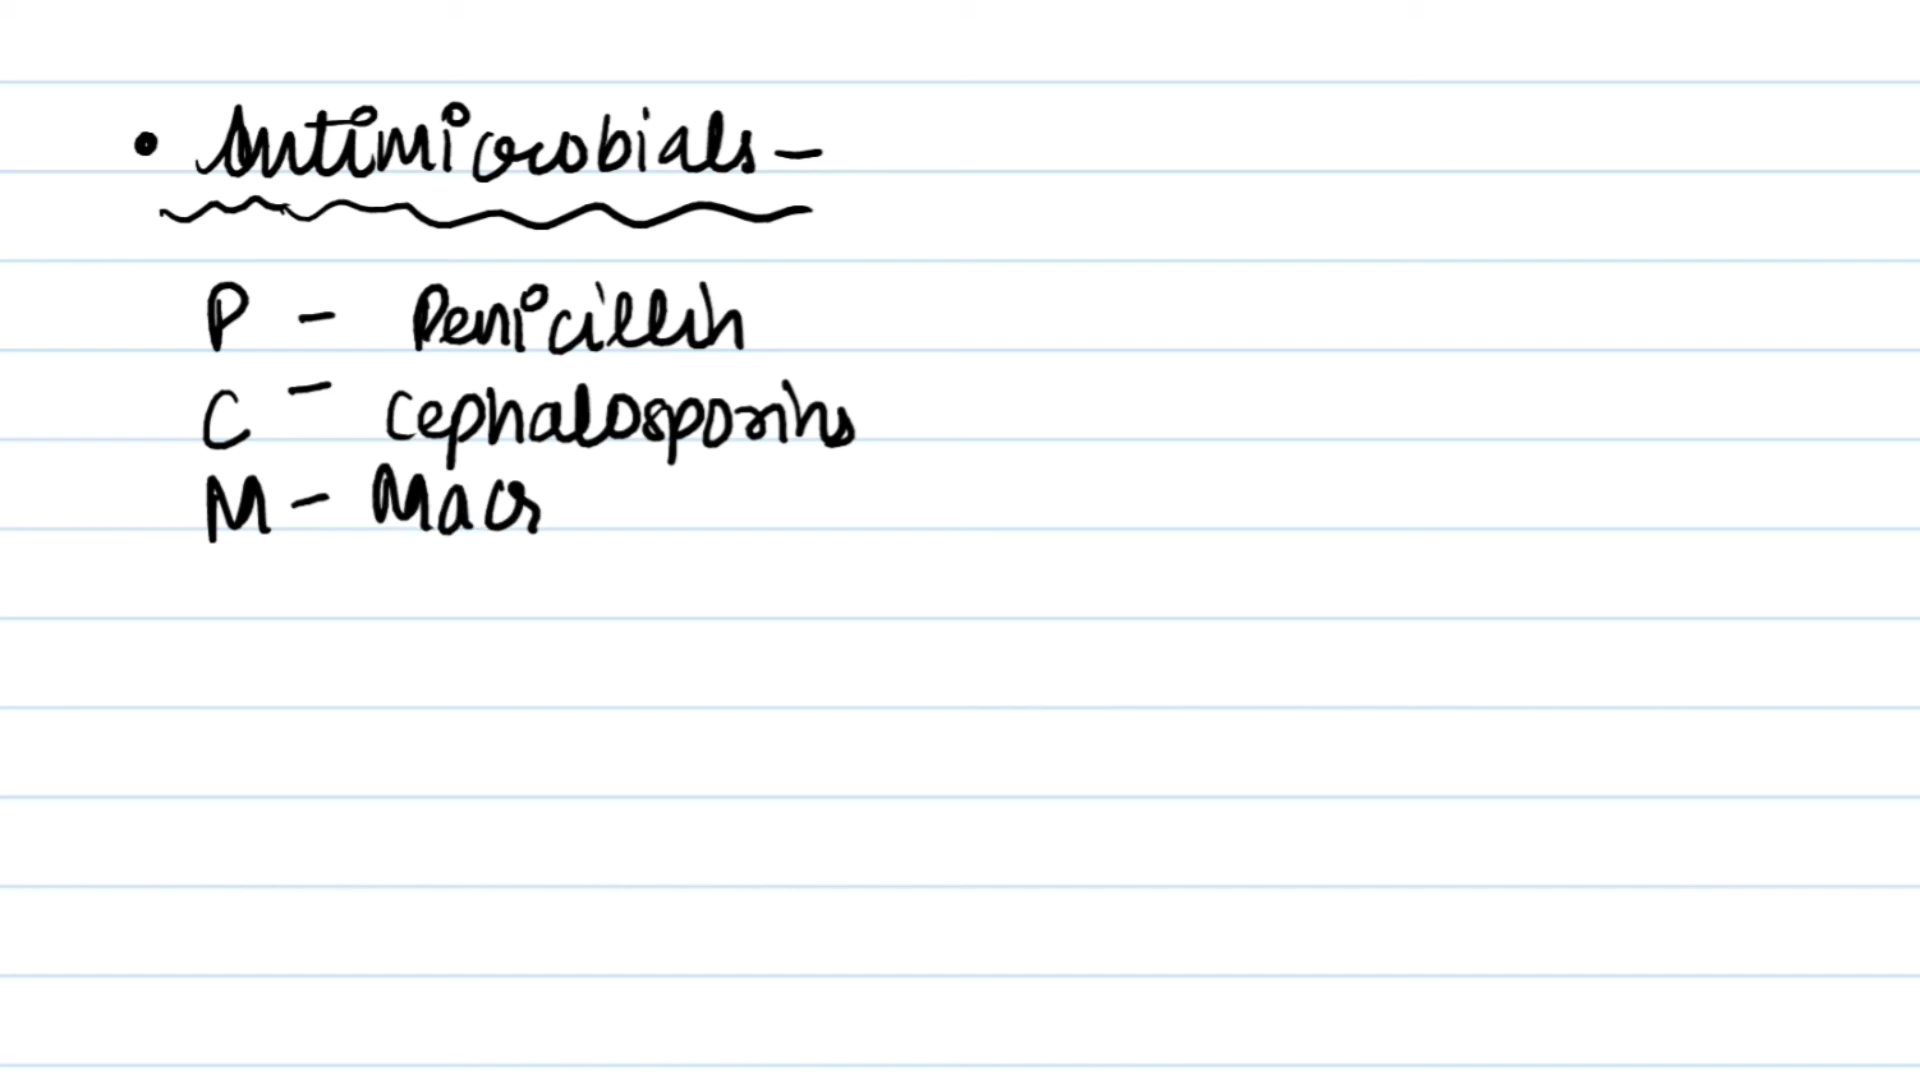 • Antimicrobials -
P - Penicillin
C - Cephalosporins
M - Macr